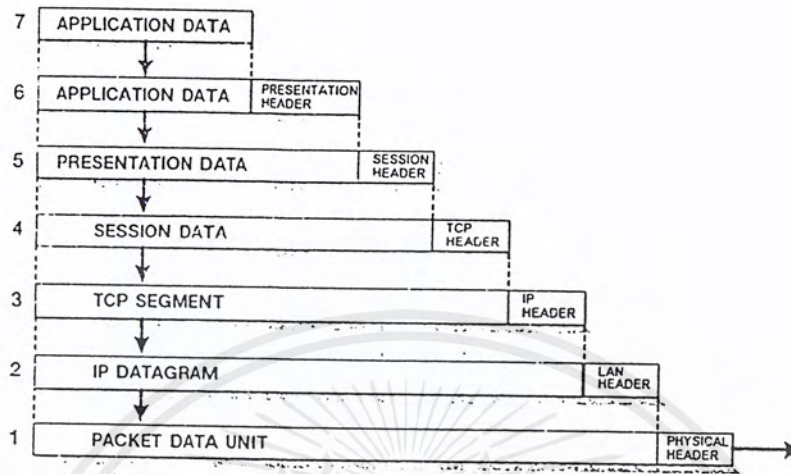 7 APPLICATION DATA
6 APPLICATION DATA PRESENTATION
HEADER
5 PRESENTATION DATA SESSION
HEADER
4 SESSION DATA TCP
HEADER
3 TCP SEGMENT IP
HEADER
2 IP DATAGRAM LAN
HEADER
1 PACKET DATA UNIT PHYSICAL
HEADER